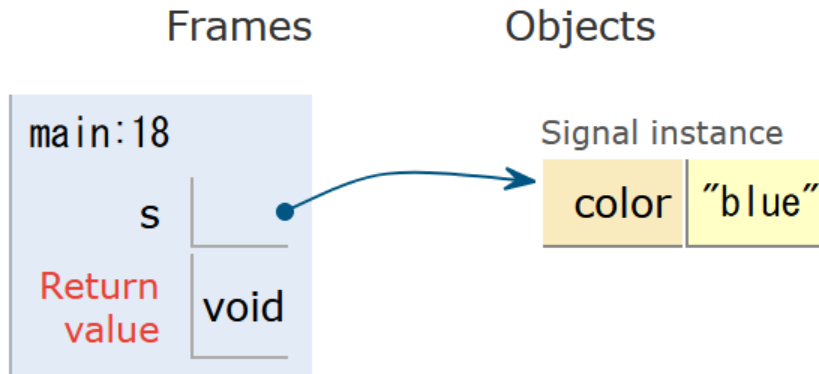 Frames
Objects
main:18
Signal instance
s
color
"blue"
Return
value
void